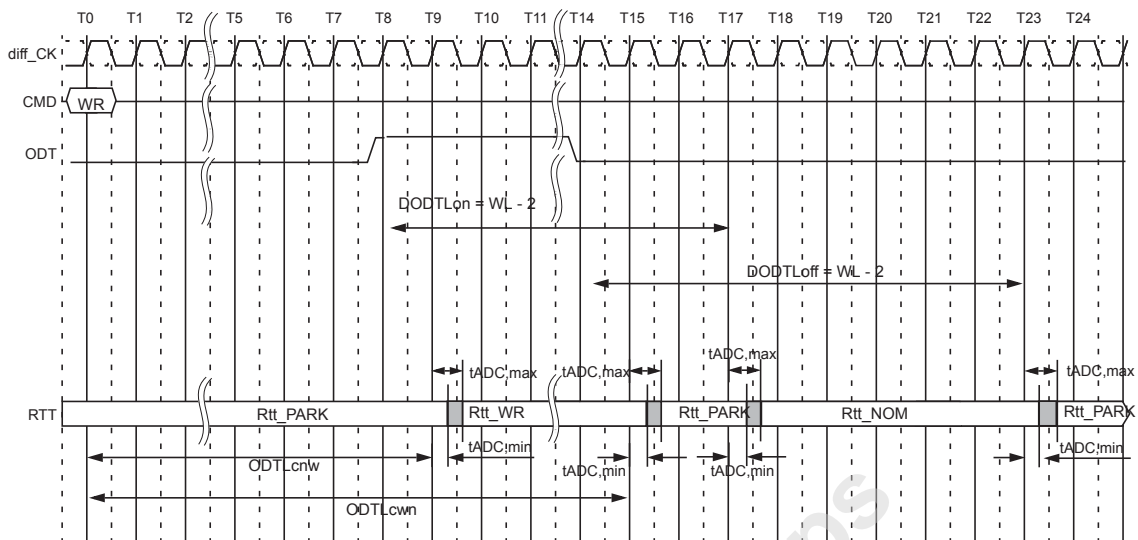 T0 T1 T2 T5 T6 T7 T8 T9 T10 T11 T14 T15 T16 T17 T18 T19 T20 T21 T22 T23 T24
diff_CK
CMD WR
ODT
DODTLon = WL - 2
DODTLoff = WL - 2
tADC,max tADC,max tADC,max tADC,max
RTT Rtt_PARK Rtt_WR Rtt_PARK Rtt_NOM Rtt_PARK
tADC,min tADC,min tADC,min tADC,min
ODTLcnw
ODTLcwn